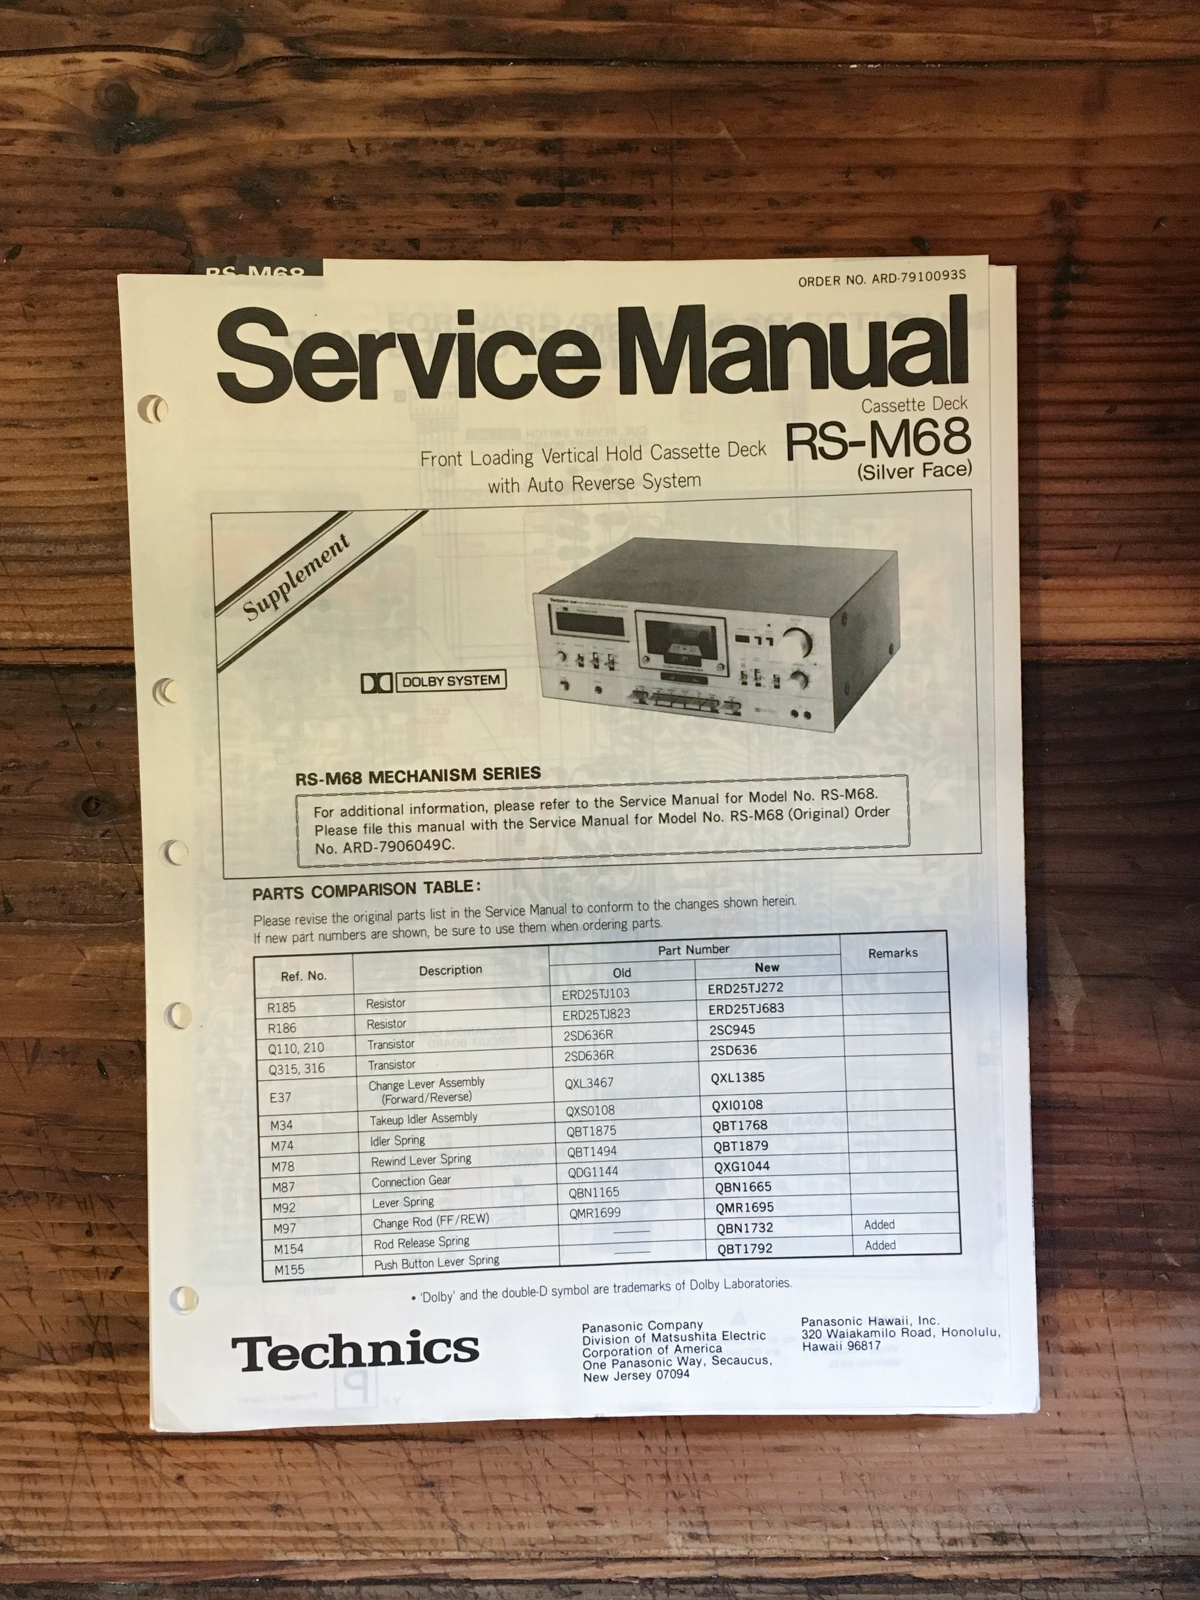 RS-M68
ORDER NO. ARD-7910093S
Service Manual
Cassette Deck
RS-M68
(Silver Face)
Front Loading Vertical Hold Cassette Deck
with Auto Reverse System
Supplement
DOLBY SYSTEM
Technics
RS-M68 MECHANISM SERIES
For additional information, please refer to the Service Manual for Model No. RS-M68.
Please file this manual with the Service Manual for Model No. RS-M68 (Original) Order
No. ARD-7906049C.
PARTS COMPARISON TABLE:
Please revise the original parts list in the Service Manual to conform to the changes shown herein.
If new part numbers are shown, be sure to use them when ordering parts.
Ref. No. Description Part Number Remarks
Old New
R185 Resistor ERD25TJ103 ERD25TJ272
R186 Resistor ERD25TJ823 ERD25TJ683
Q110, 210 Transistor 2SD636R 2SC945
Q315, 316 Transistor 2SD636R 2SD636
E37 Change Lever Assembly QXL3467 QXL1385
(Forward/Reverse)
M34 Takeup Idler Assembly QXS0108 QXI0108
M74 Idler Spring QBT1875 QBT1768
M78 Rewind Lever Spring QBT1494 QBT1879
M87 Connection Gear QDG1144 QXG1044
M92 Lever Spring QBN1165 QBN1665
M97 Change Rod (FF/REW) QMR1699 QMR1695
M154 Rod Release Spring —— QBN1732 Added
M155 Push Button Lever Spring —— QBT1792 Added
• 'Dolby' and the double-D symbol are trademarks of Dolby Laboratories.
Technics
Panasonic Company
Division of Matsushita Electric
Corporation of America
One Panasonic Way, Secaucus,
New Jersey 07094
Panasonic Hawaii, Inc.
320 Waiakamilo Road, Honolulu,
Hawaii 96817